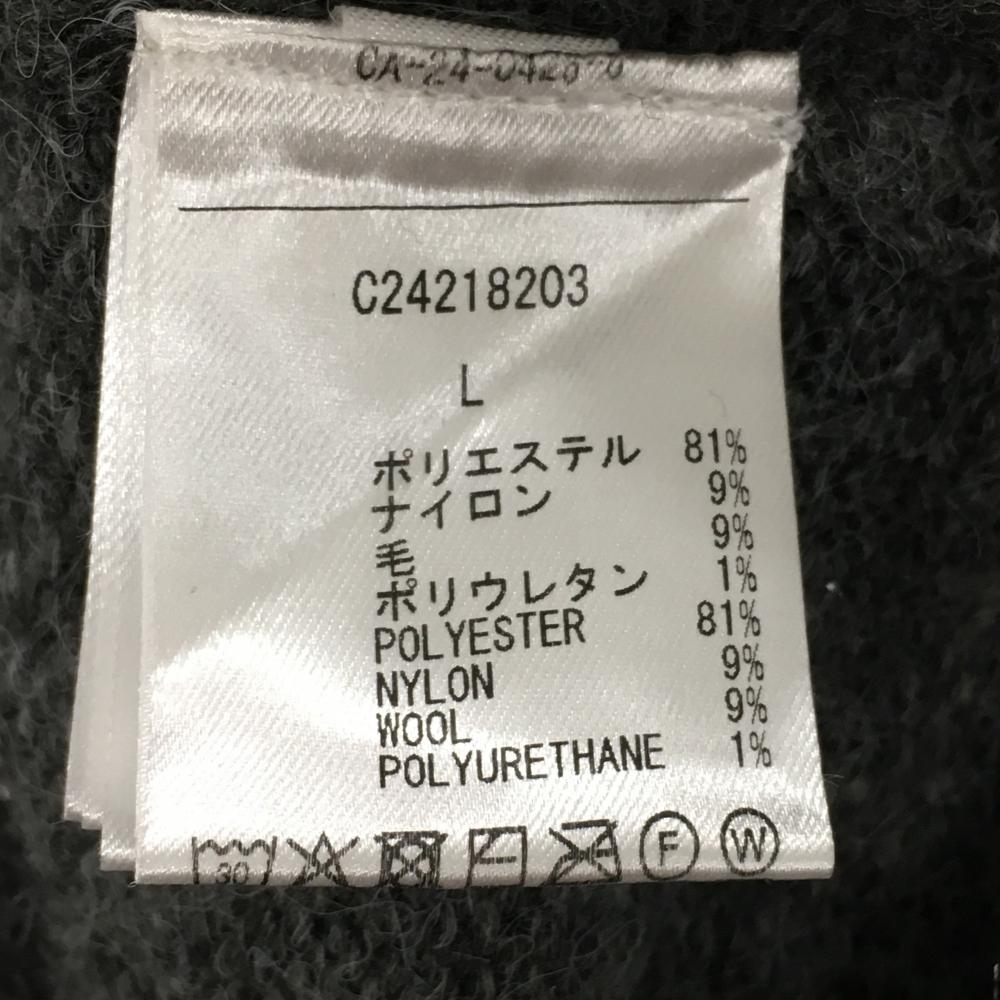 C24218203
L
ポリエステル 81%
ナイロン 9%
毛 9%
ポリウレタン 1%
POLYESTER 81%
NYLON 9%
WOOL 9%
POLYURETHANE 1%
30 F W